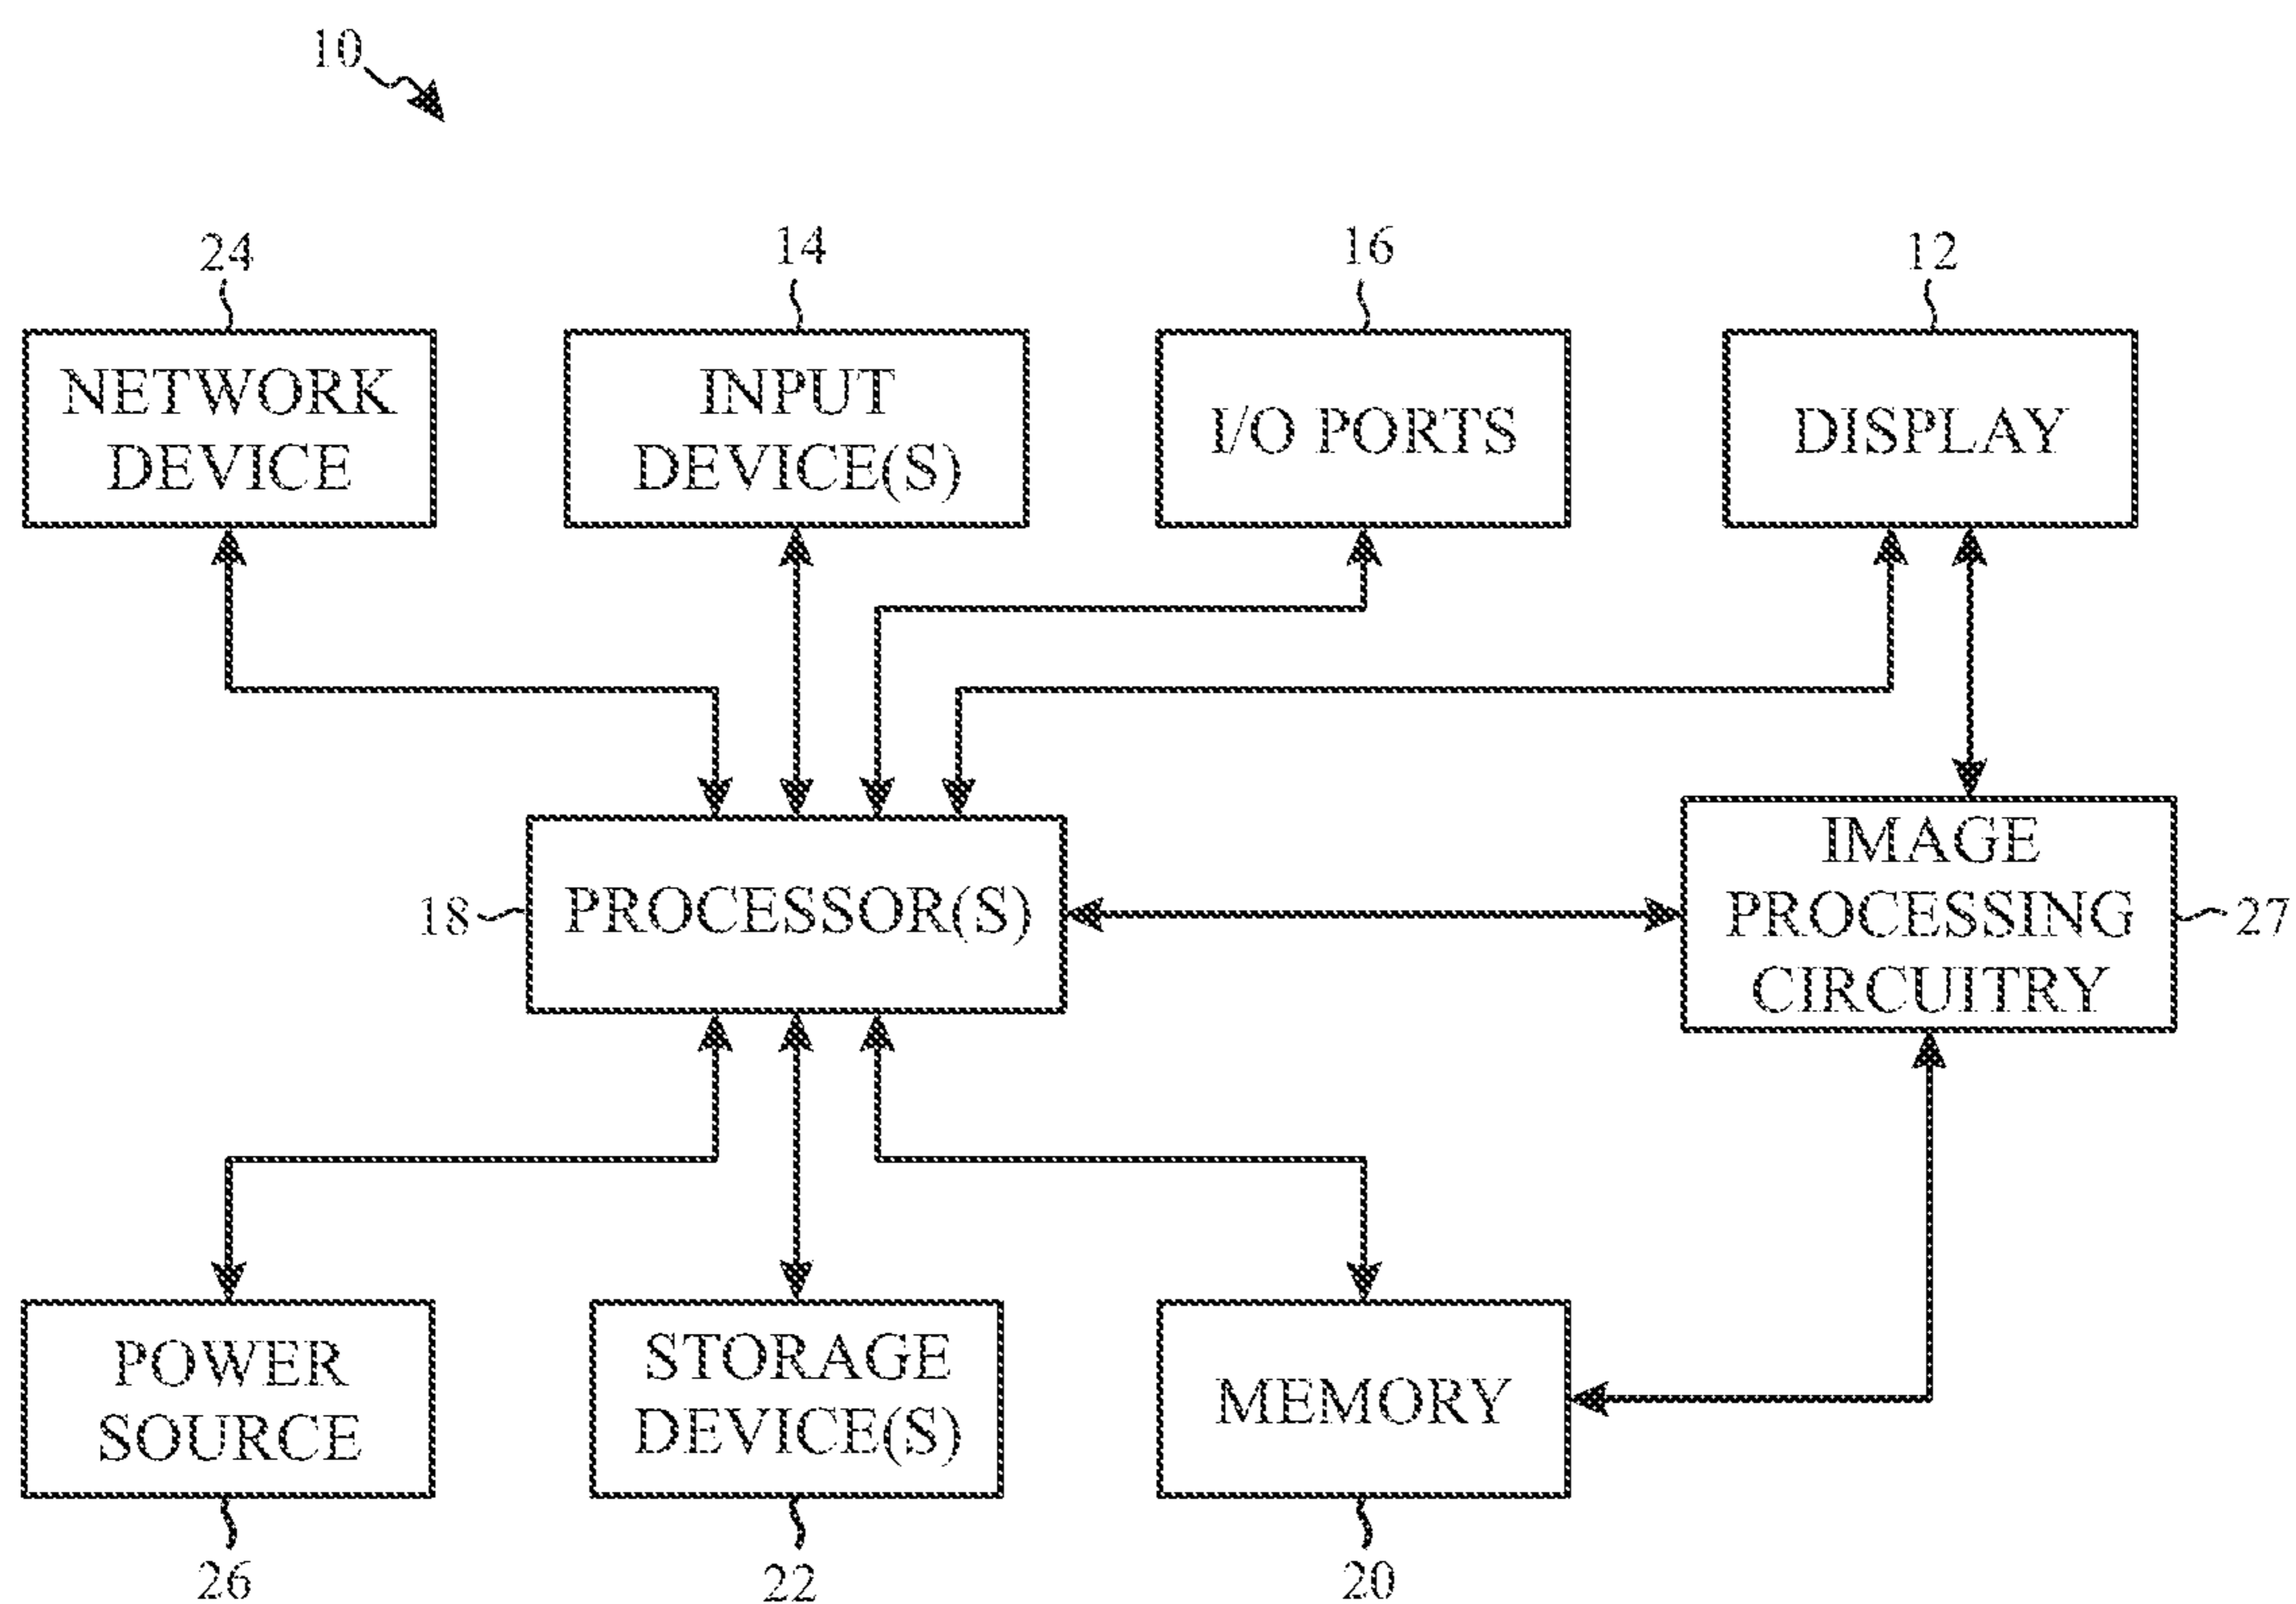 10
24
14
16
12
NETWORK
DEVICE
INPUT
DEVICE(S)
I/O PORTS
DISPLAY
18
PROCESSOR(S)
IMAGE
PROCESSING
CIRCUITRY
27
POWER
SOURCE
STORAGE
DEVICE(S)
MEMORY
26
22
20